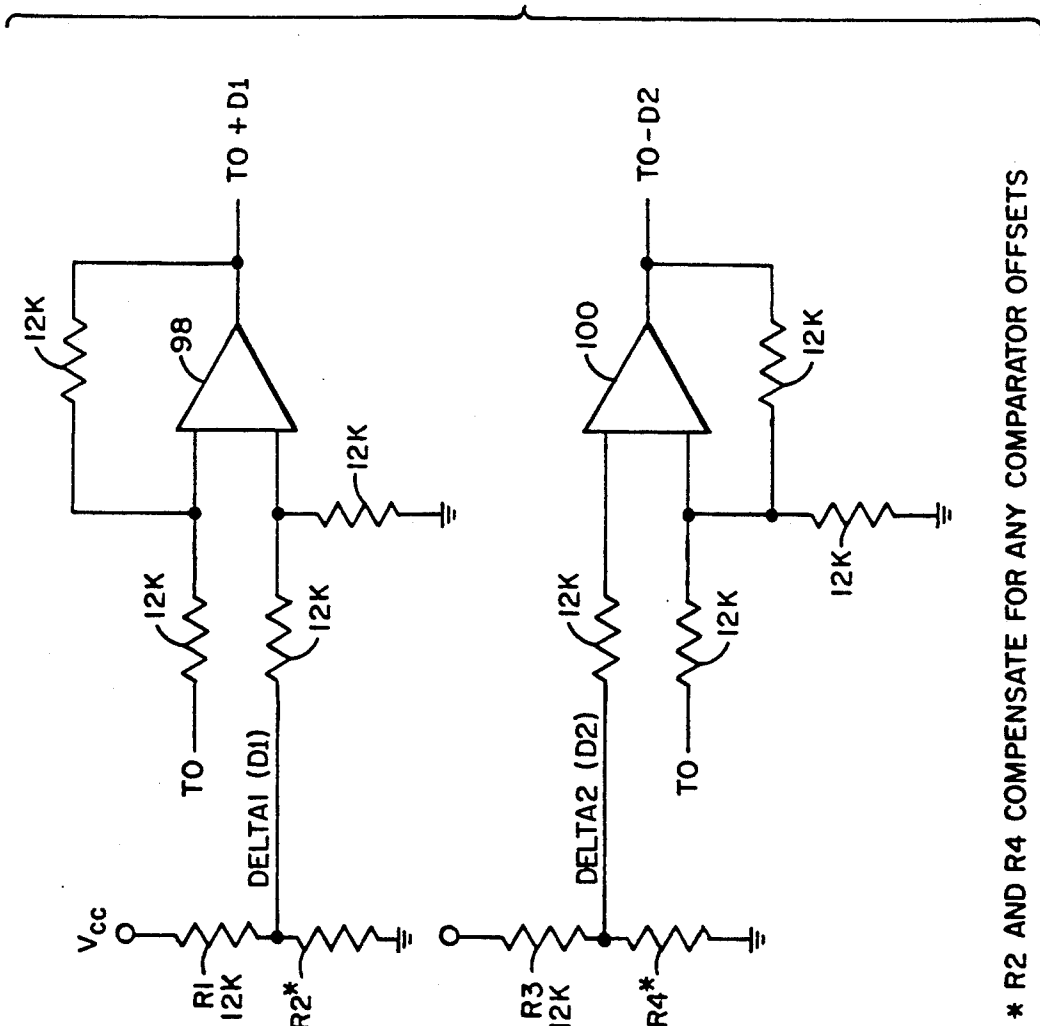 12K
TO + D1
98
12K
12K
TO
12K
DELTA1 (D1)
VCC
R1
12K
R2*
TO - D2
100
12K
12K
12K
12K
TO
DELTA2 (D2)
R3
12K
R4*
* R2 AND R4 COMPENSATE FOR ANY COMPARATOR OFFSETS